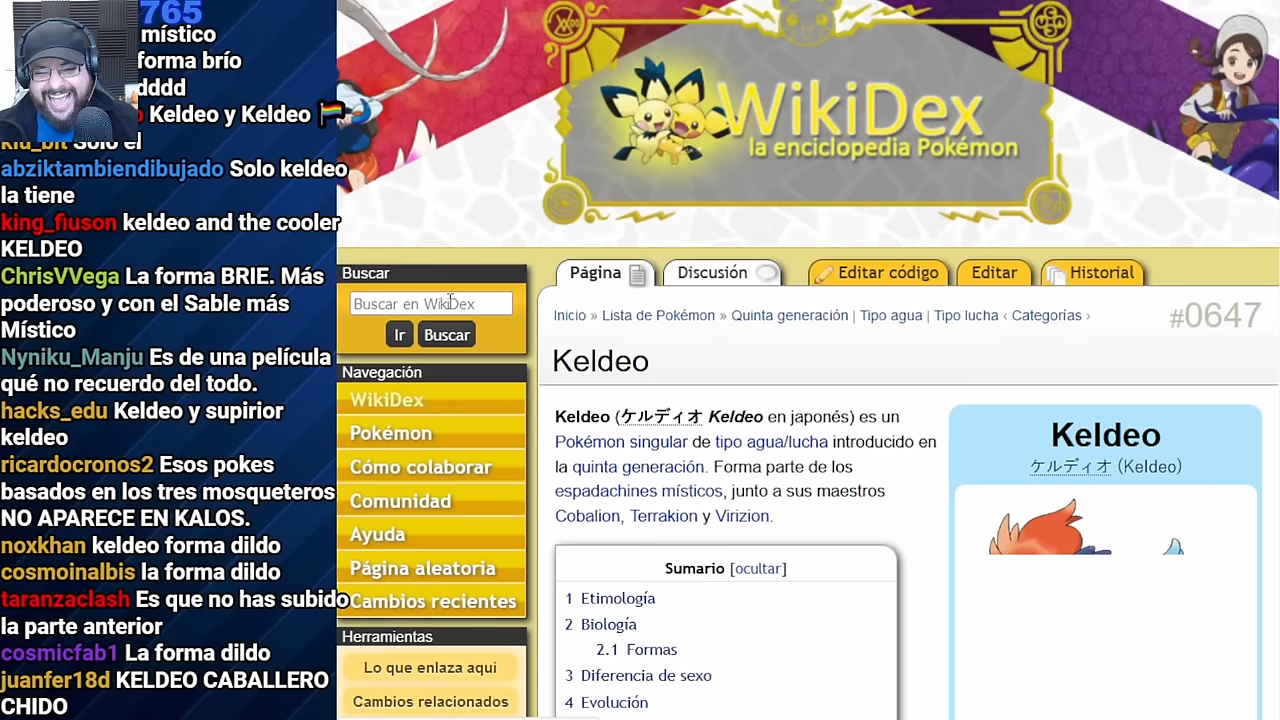 765
místico
forma brío
dddd
Keldeo y Keldeo
klu_bit Solo el
abziktambiendibujado Solo keldeo
la tiene
king_fiuson keldeo and the cooler
KELDEO
ChrisVVega La forma BRIE. Más
poderoso y con el Sable más
Místico
Nyniku_Manju Es de una película
qué no recuerdo del todo.
hacks_edu Keldeo y supirior
keldeo
ricardocronos2 Esos pokes
basados en los tres mosqueteros
NO APARECE EN KALOS.
noxkhan keldeo forma dildo
cosmoinalbis la forma dildo
taranzaclash Es que no has subido
la parte anterior
cosmicfab1 La forma dildo
juanfer18d KELDEO CABALLERO
CHIDO
WikiDex
la enciclopedia Pokémon
Buscar
Buscar en WikiDex
Ir Buscar
Navegación
WikiDex
Pokémon
Cómo colaborar
Comunidad
Ayuda
Página aleatoria
Cambios recientes
Herramientas
Lo que enlaza aquí
Cambios relacionados
Página Discusión Editar código Editar Historial
Inicio » Lista de Pokémon » Quinta generación | Tipo agua | Tipo lucha ‹ Categorías ›
#0647
Keldeo
Keldeo (ケルディオ Keldeo en japonés) es un
Pokémon singular de tipo agua/lucha introducido en
la quinta generación. Forma parte de los
espadachines místicos, junto a sus maestros
Cobalion, Terrakion y Virizion.
Sumario [ocultar]
1 Etimología
2 Biología
2.1 Formas
3 Diferencia de sexo
4 Evolución
Keldeo
ケルディオ (Keldeo)